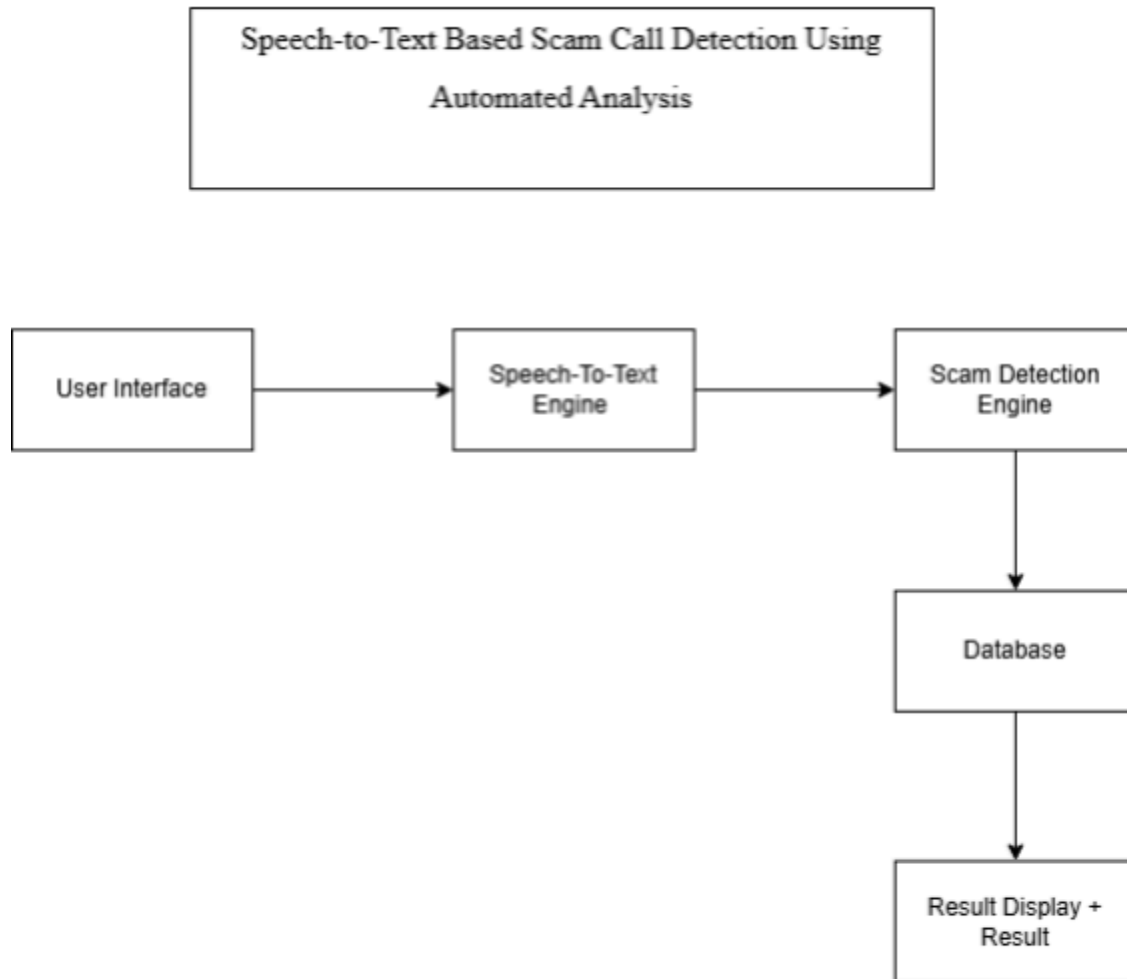 Speech-to-Text Based Scam Call Detection Using
Automated Analysis
User Interface
Speech-To-Text
Engine
Scam Detection
Engine
Database
Result Display +
Result